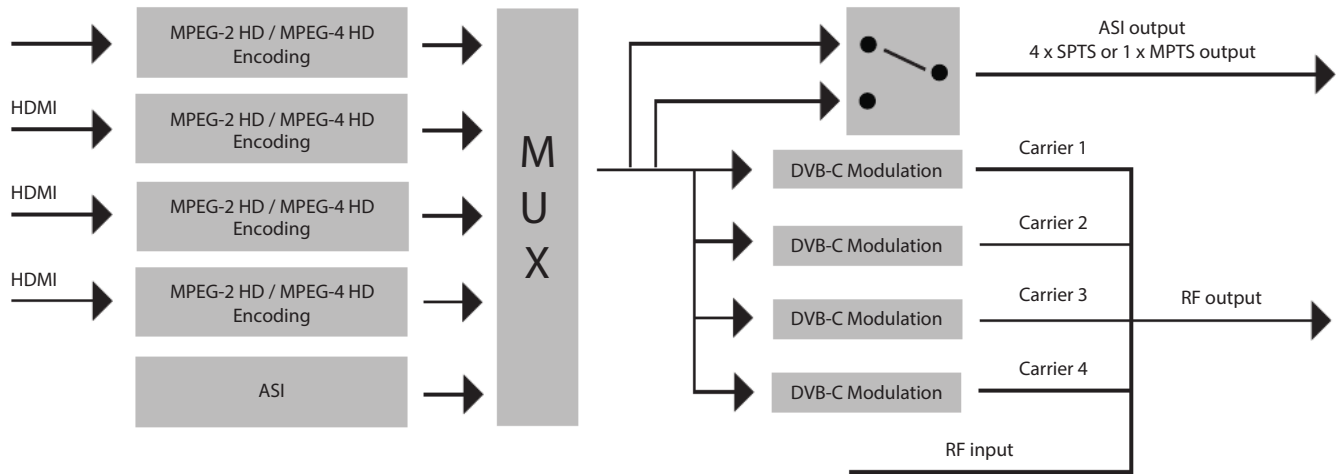 MPEG-2 HD / MPEG-4 HD
Encoding
HDMI
MPEG-2 HD / MPEG-4 HD
Encoding
HDMI
MPEG-2 HD / MPEG-4 HD
Encoding
HDMI
MPEG-2 HD / MPEG-4 HD
Encoding
ASI
M
U
X
ASI output
4 x SPTS or 1 x MPTS output
DVB-C Modulation
Carrier 1
DVB-C Modulation
Carrier 2
DVB-C Modulation
Carrier 3
DVB-C Modulation
Carrier 4
RF output
RF input